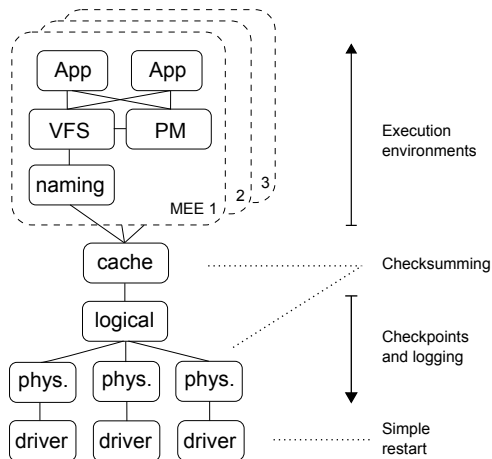 App App
VFS PM
naming
MEE 1
2
3
cache
logical
phys. phys. phys.
driver driver driver
Execution
environments
Checksumming
Checkpoints
and logging
Simple
restart